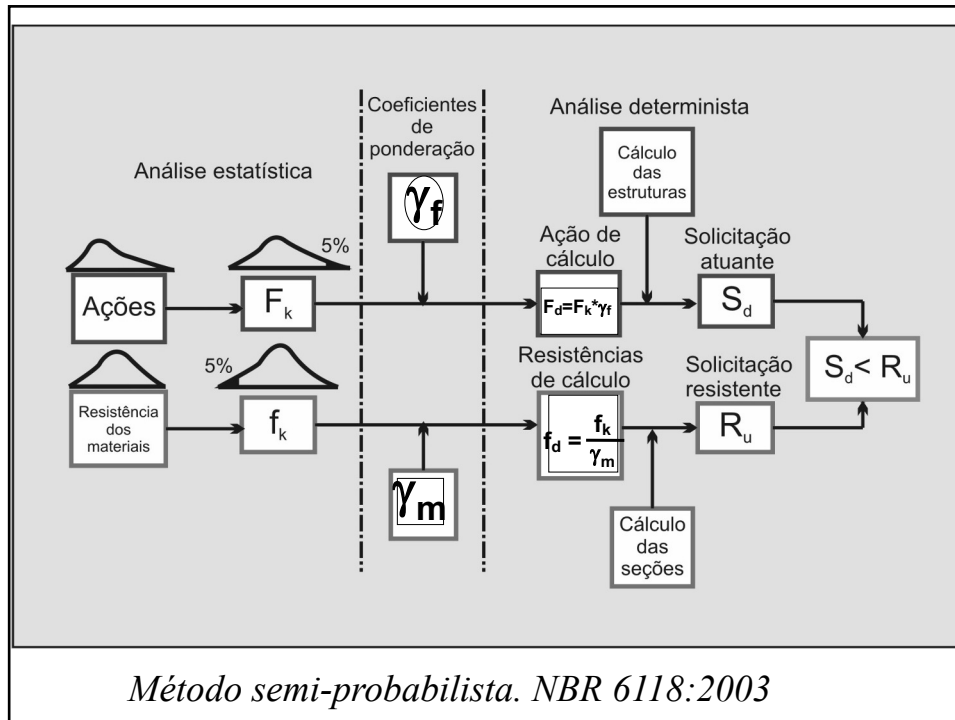 Coeficientes
de
ponderação
Análise determinista
Análise estatística
γf
Cálculo
das
estruturas
5%
Ação de
cálculo
Solicitação
atuante
Ações
Fk
Fd=Fk*γf
Sd
Sd< Ru
5%
Resistências
de cálculo
Solicitação
resistente
Resistência
dos
materiais
fk
fd = fk/γm
Ru
γm
Cálculo
das
seções
Método semi-probabilista. NBR 6118:2003